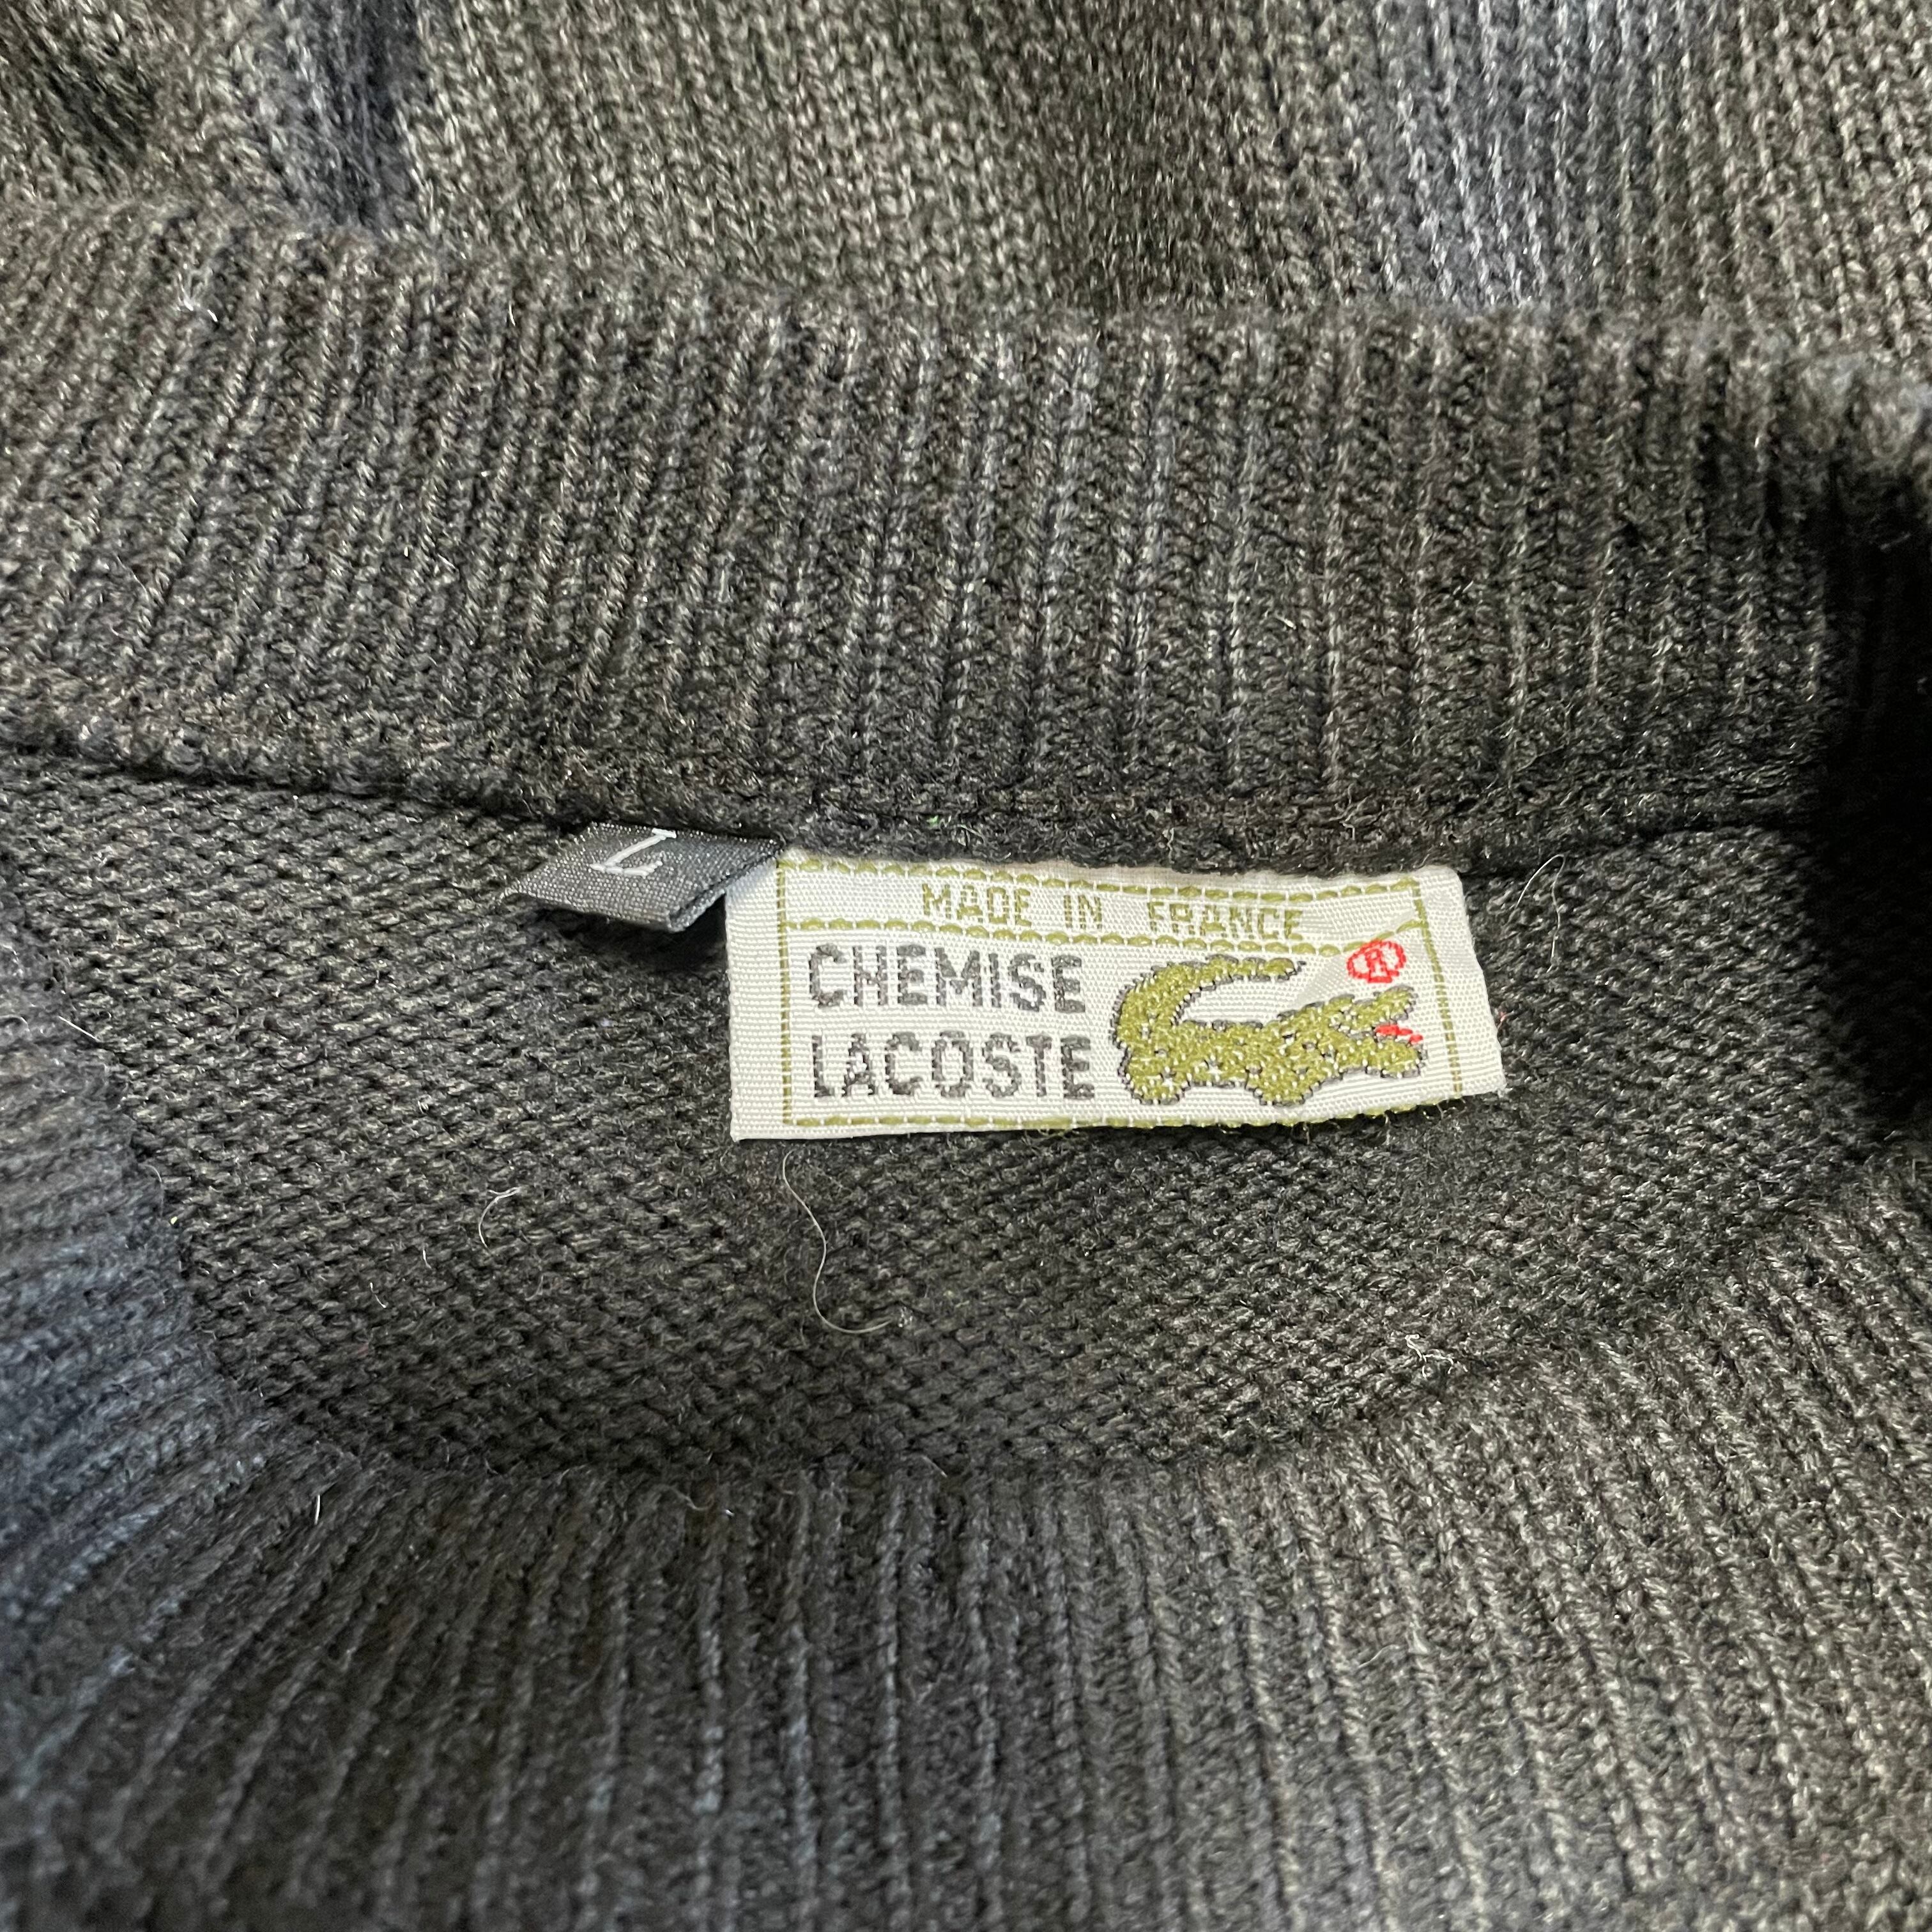 L
MADE IN FRANCE
CHEMISE
LACOSTE
®